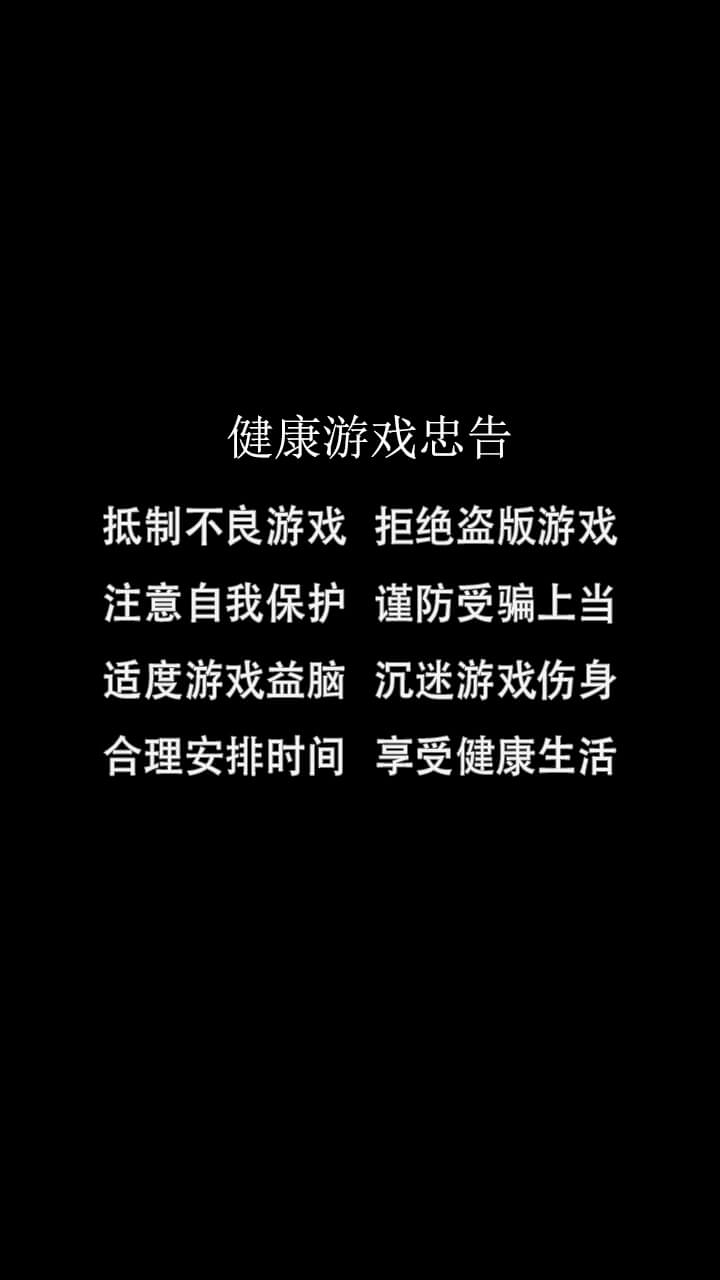 健康游戏忠告
抵制不良游戏 拒绝盗版游戏
注意自我保护 谨防受骗上当
适度游戏益脑 沉迷游戏伤身
合理安排时间 享受健康生活